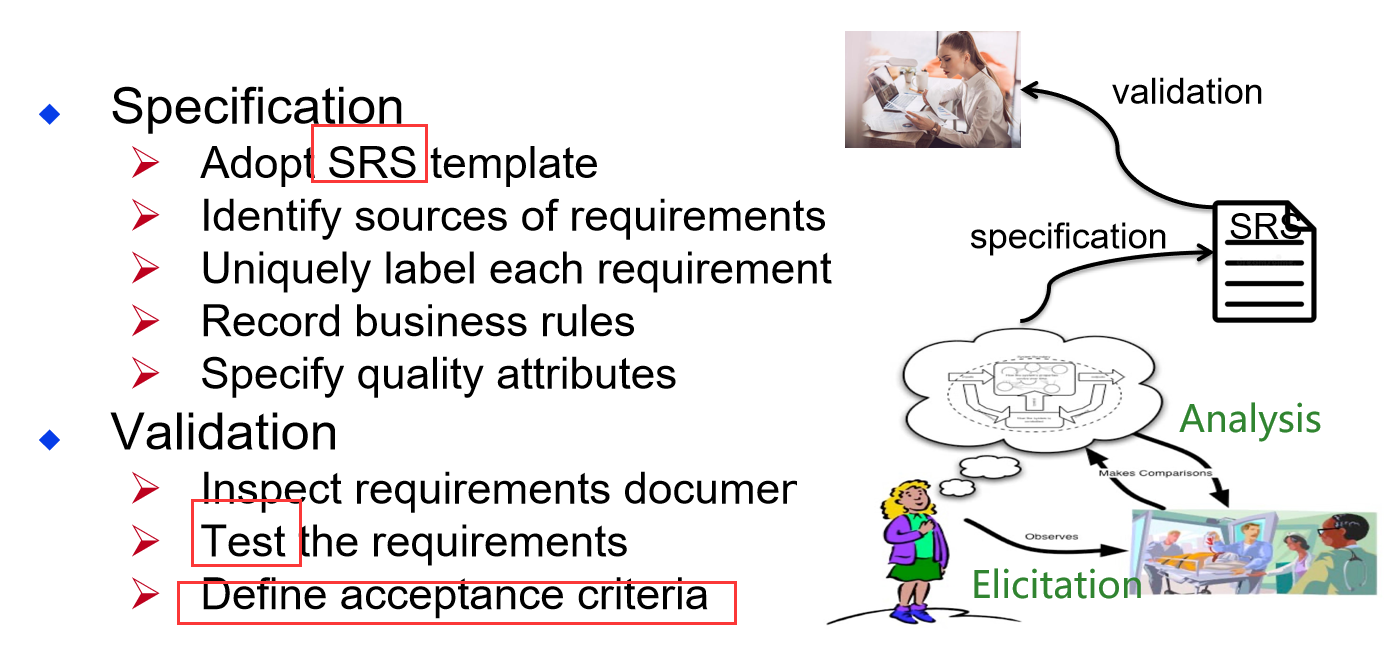 Specification
Adopt SRS template
Identify sources of requirements
Uniquely label each requirement
Record business rules
Specify quality attributes
Validation
Inspect requirements documen
Test the requirements
Define acceptance criteria
validation
specification
SRS
Analysis
Makes Comparisons
Observes
Elicitation